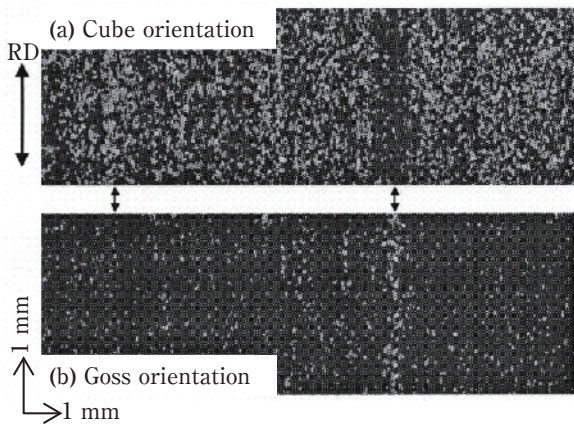 (a) Cube orientation
RD
1 mm
(b) Goss orientation
1 mm